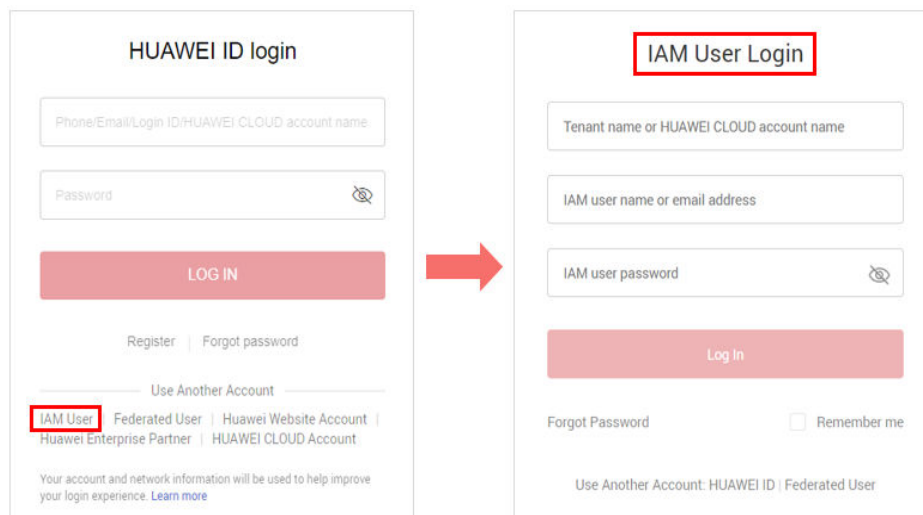 HUAWEI ID login
Phone/Email/Login ID/HUAWEI CLOUD account name
Password
LOG IN
Register | Forgot password
Use Another Account
IAM User | Federated User | Huawei Website Account |
Huawei Enterprise Partner | HUAWEI CLOUD Account
Your account and network information will be used to help improve
your login experience. Learn more
IAM User Login
Tenant name or HUAWEI CLOUD account name
IAM user name or email address
IAM user password
Log In
Forgot Password
Remember me
Use Another Account: HUAWEI ID | Federated User